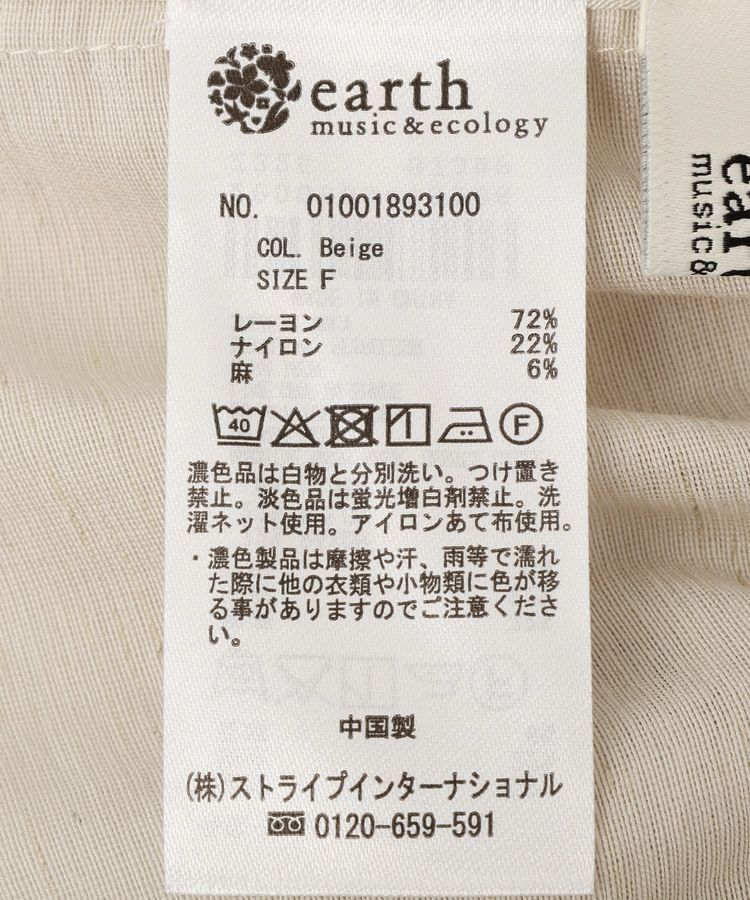 earth
music&ecology
NO. 01001893100
COL. Beige
SIZE F
レーヨン 72%
ナイロン 22%
麻 6%
40 F
濃色品は白物と分別洗い。つけ置き
禁止。淡色品は蛍光増白剤禁止。洗
濯ネット使用。アイロンあて布使用。
・濃色製品は摩擦や汗、雨等で濡れ
た際に他の衣類や小物類に色が移
る事がありますのでご注意くださ
い。
中国製
(株)ストライプインターナショナル
0120-659-591
ear
music&